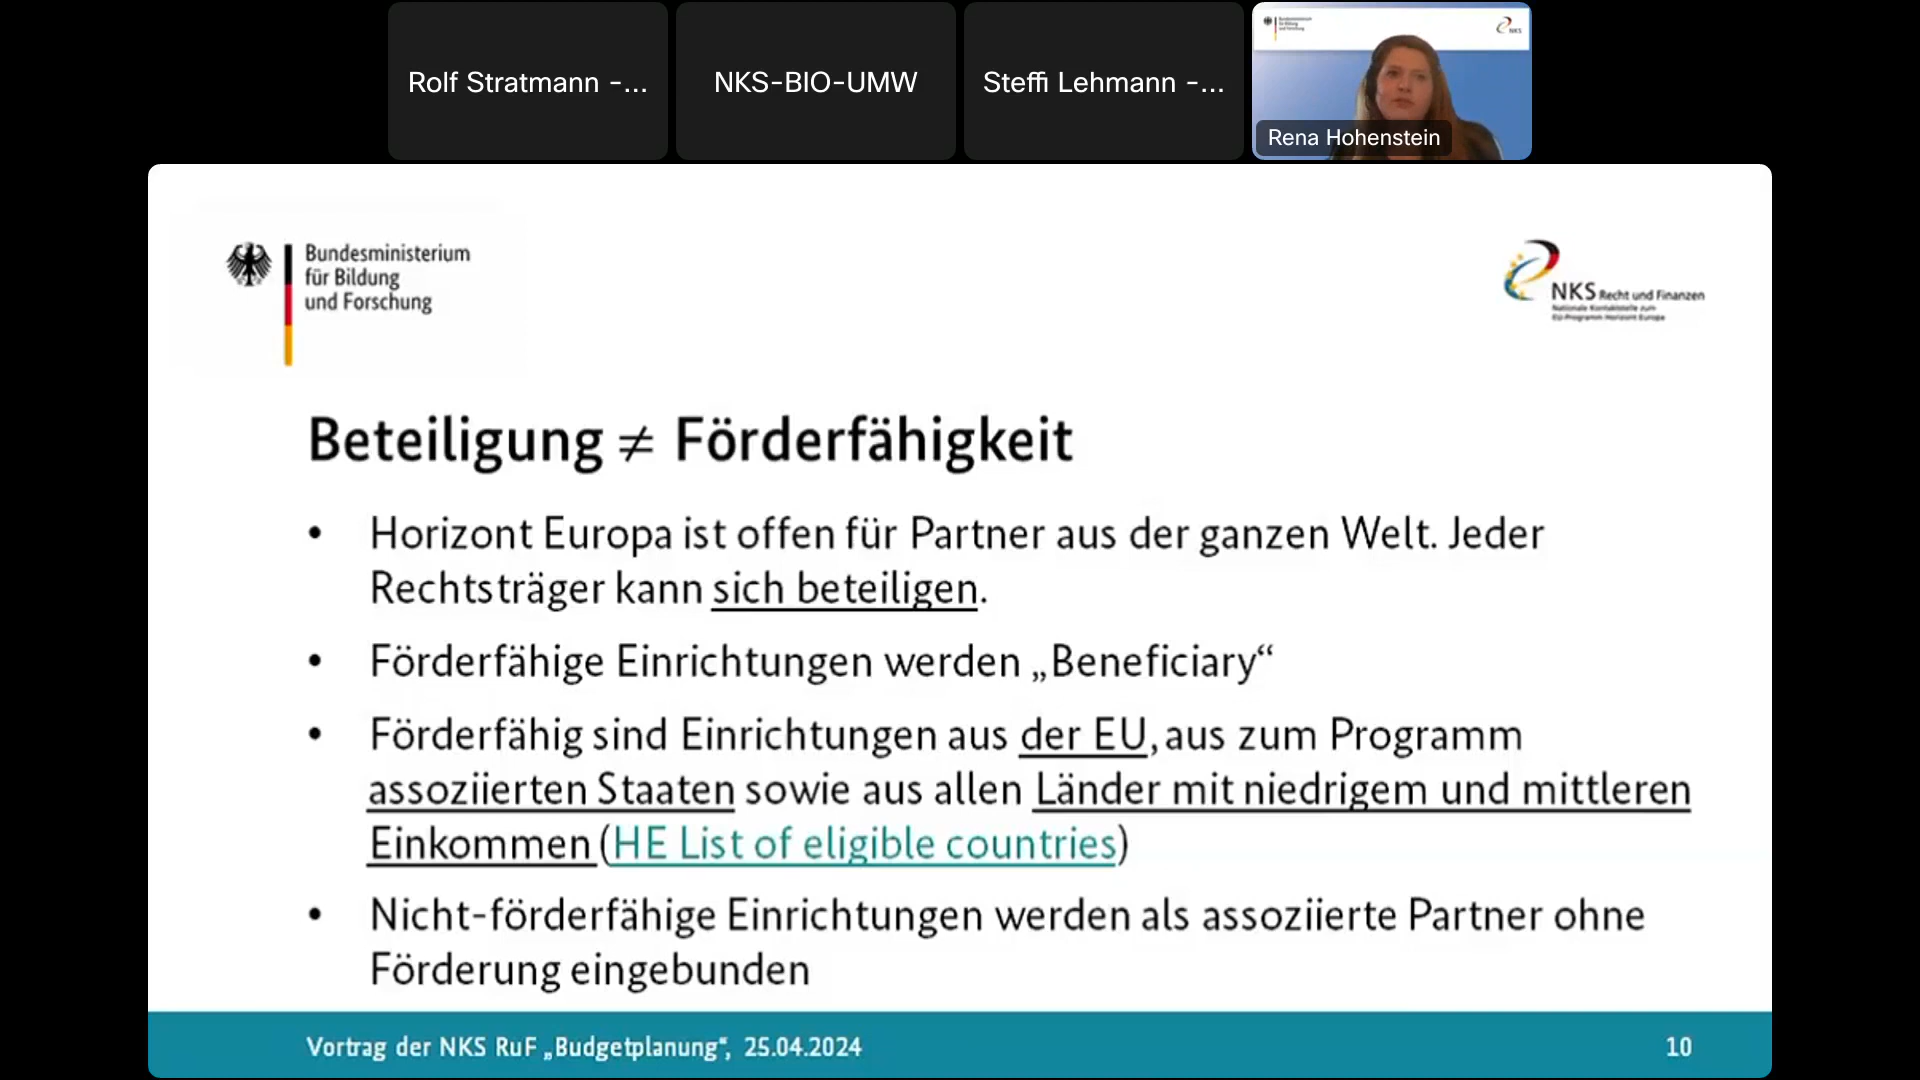 Rolf Stratmann -...
NKS-BIO-UMW
Steffi Lehmann -...
Rena Hohenstein
Bundesministerium
für Bildung
und Forschung
NKS Recht und Finanzen
Nationale Kontaktstelle zum
EU-Programm Horizont Europa
Beteiligung ≠ Förderfähigkeit
• Horizont Europa ist offen für Partner aus der ganzen Welt. Jeder
Rechtsträger kann sich beteiligen.
• Förderfähige Einrichtungen werden „Beneficiary“
• Förderfähig sind Einrichtungen aus der EU, aus zum Programm
assoziierten Staaten sowie aus allen Länder mit niedrigem und mittleren
Einkommen (HE List of eligible countries)
• Nicht-förderfähige Einrichtungen werden als assoziierte Partner ohne
Förderung eingebunden
Vortrag der NKS RuF „Budgetplanung“, 25.04.2024
10